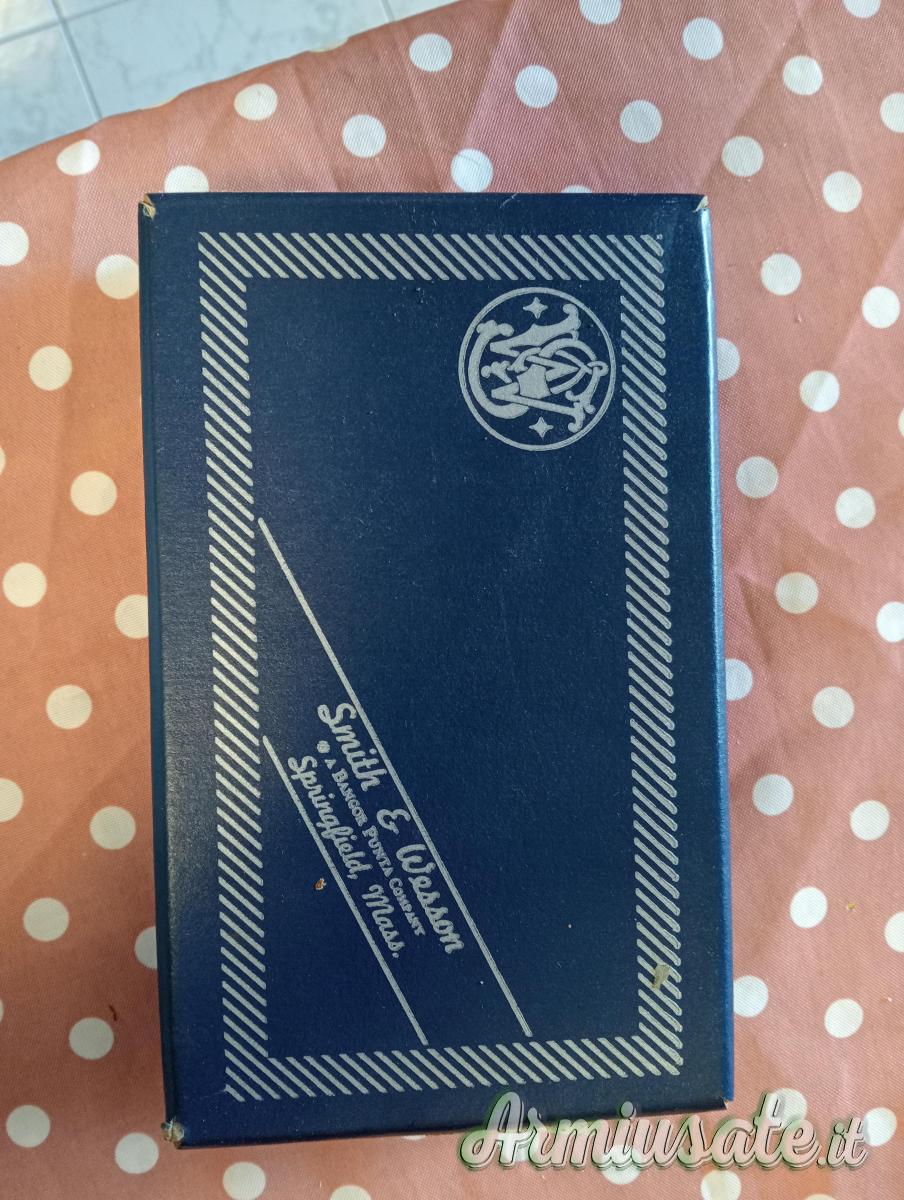 Smith & Wesson
® A BANGOR PUNTA COMPANY
Springfield, Mass.
Armiusate.it